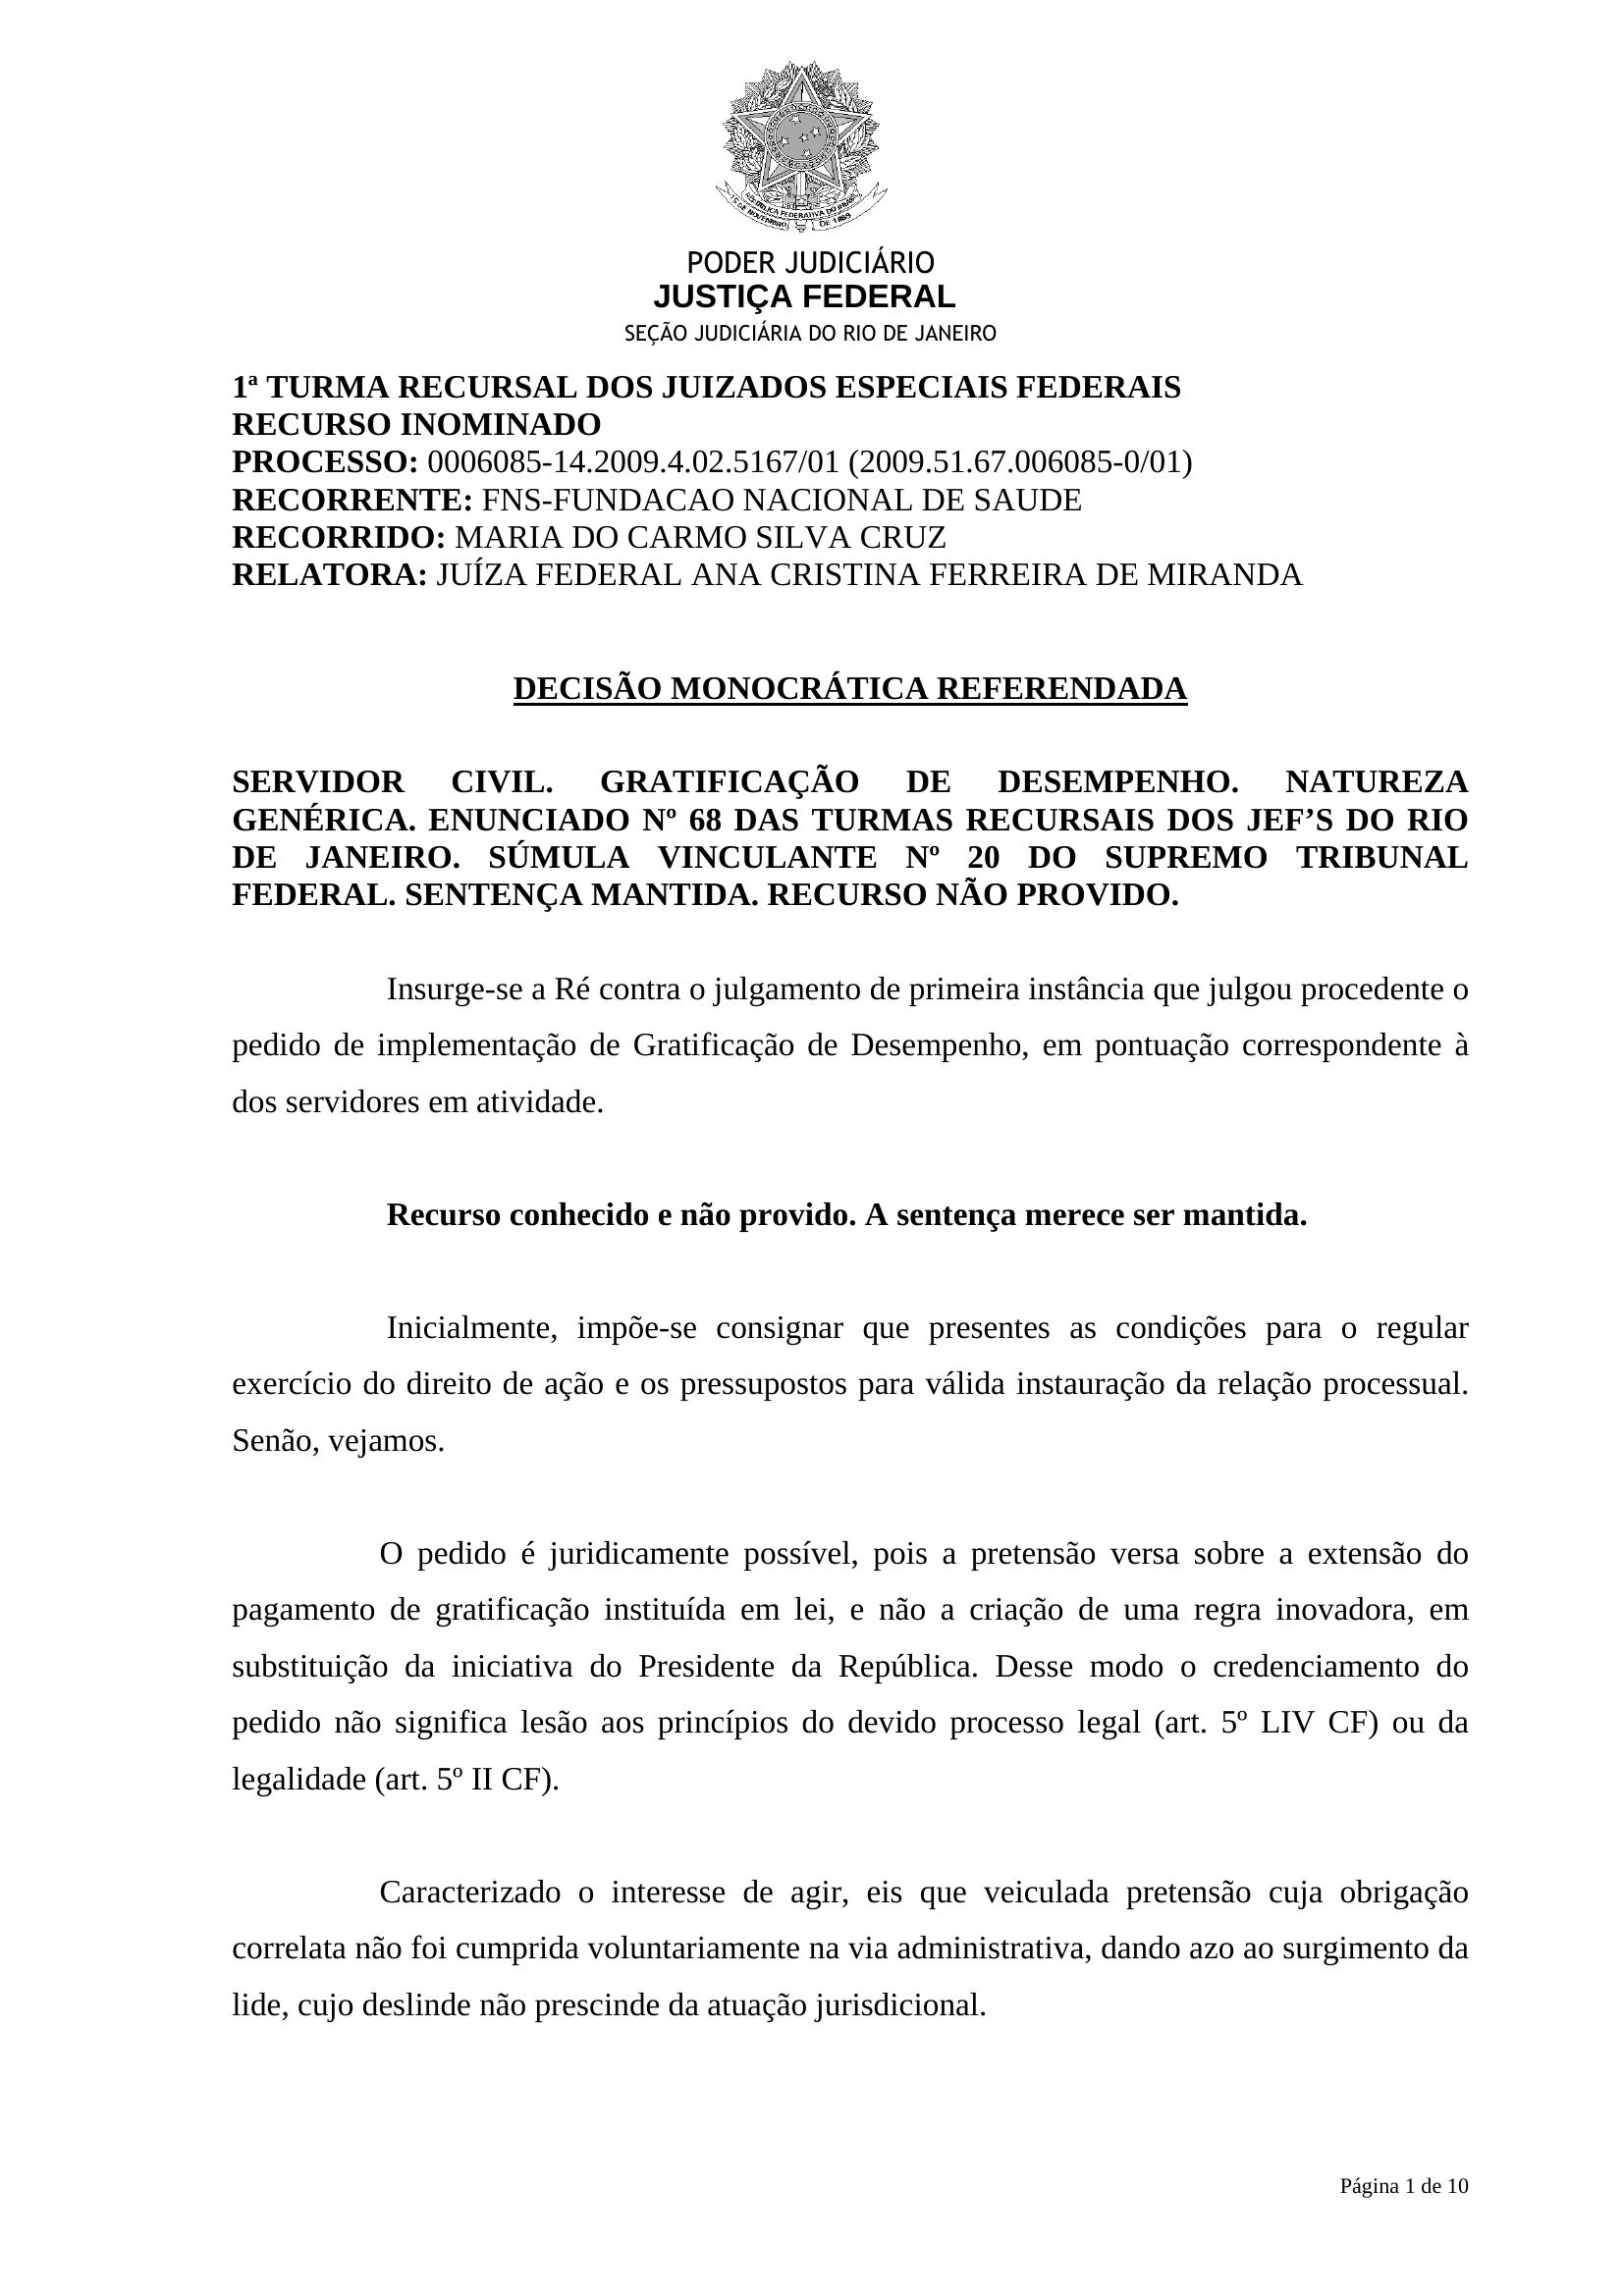 REPÚBLICA FEDERATIVA DO BRASIL
15 DE NOVEMBRO DE 1889
PODER JUDICIÁRIO
JUSTIÇA FEDERAL
SEÇÃO JUDICIÁRIA DO RIO DE JANEIRO
1ª TURMA RECURSAL DOS JUIZADOS ESPECIAIS FEDERAIS
RECURSO INOMINADO
PROCESSO: 0006085-14.2009.4.02.5167/01 (2009.51.67.006085-0/01)
RECORRENTE: FNS-FUNDACAO NACIONAL DE SAUDE
RECORRIDO: MARIA DO CARMO SILVA CRUZ
RELATORA: JUÍZA FEDERAL ANA CRISTINA FERREIRA DE MIRANDA
DECISÃO MONOCRÁTICA REFERENDADA
SERVIDOR CIVIL. GRATIFICAÇÃO DE DESEMPENHO. NATUREZA
GENÉRICA. ENUNCIADO Nº 68 DAS TURMAS RECURSAIS DOS JEF’S DO RIO
DE JANEIRO. SÚMULA VINCULANTE Nº 20 DO SUPREMO TRIBUNAL
FEDERAL. SENTENÇA MANTIDA. RECURSO NÃO PROVIDO.
Insurge-se a Ré contra o julgamento de primeira instância que julgou procedente o
pedido de implementação de Gratificação de Desempenho, em pontuação correspondente à
dos servidores em atividade.
Recurso conhecido e não provido. A sentença merece ser mantida.
Inicialmente, impõe-se consignar que presentes as condições para o regular
exercício do direito de ação e os pressupostos para válida instauração da relação processual.
Senão, vejamos.
O pedido é juridicamente possível, pois a pretensão versa sobre a extensão do
pagamento de gratificação instituída em lei, e não a criação de uma regra inovadora, em
substituição da iniciativa do Presidente da República. Desse modo o credenciamento do
pedido não significa lesão aos princípios do devido processo legal (art. 5º LIV CF) ou da
legalidade (art. 5º II CF).
Caracterizado o interesse de agir, eis que veiculada pretensão cuja obrigação
correlata não foi cumprida voluntariamente na via administrativa, dando azo ao surgimento da
lide, cujo deslinde não prescinde da atuação jurisdicional.
Página 1 de 10